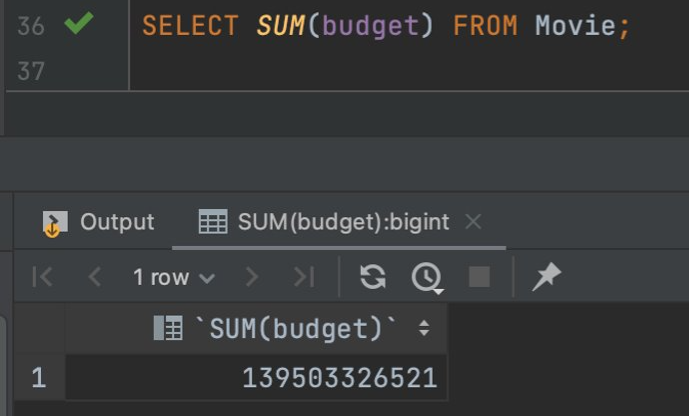 36 SELECT SUM(budget) FROM Movie;
37
Output SUM(budget):bigint
1 row
`SUM(budget)`
1 139503326521